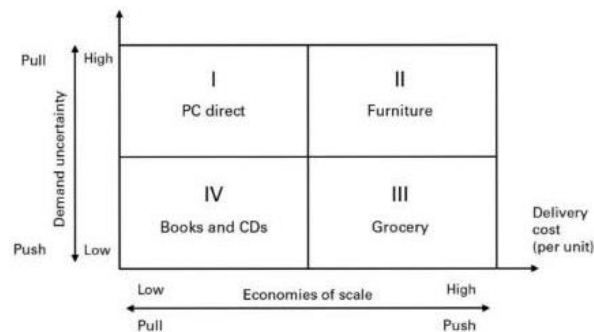 Pull
High
Demand uncertainty
Push
Low
I
PC direct
II
Furniture
IV
Books and CDs
III
Grocery
Delivery
cost
(per unit)
Low
Economies of scale
High
Pull
Push